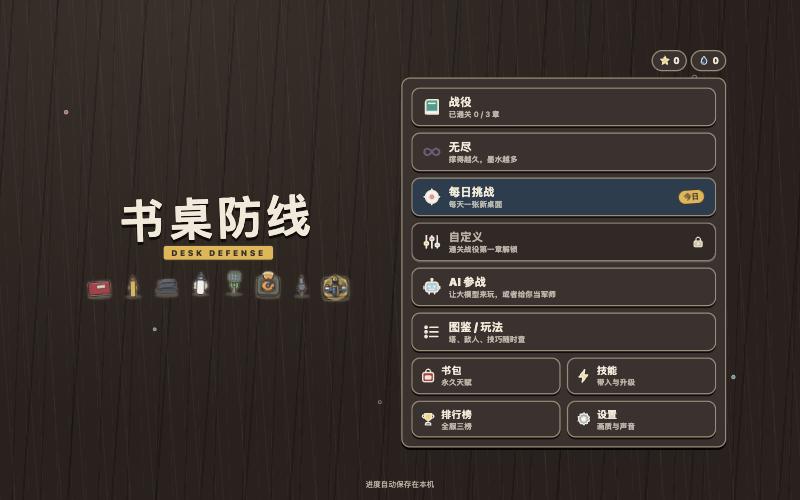 0
0
书桌防线
DESK DEFENSE
战役
已通关 0 / 3 章
无尽
撑得越久，墨水越多
每日挑战
每天一张新桌面
今日
自定义
通关战役第一章解锁
AI 参战
让大模型来玩，或者给你当军师
图鉴 / 玩法
塔、敌人、技巧随时查
书包
永久天赋
技能
带入与升级
排行榜
全服三榜
设置
画质与声音
进度自动保存在本机